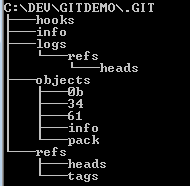 C:\DEV\GITDEMO\.GIT
hooks
info
logs
refs
heads
objects
0b
34
61
info
pack
refs
heads
tags